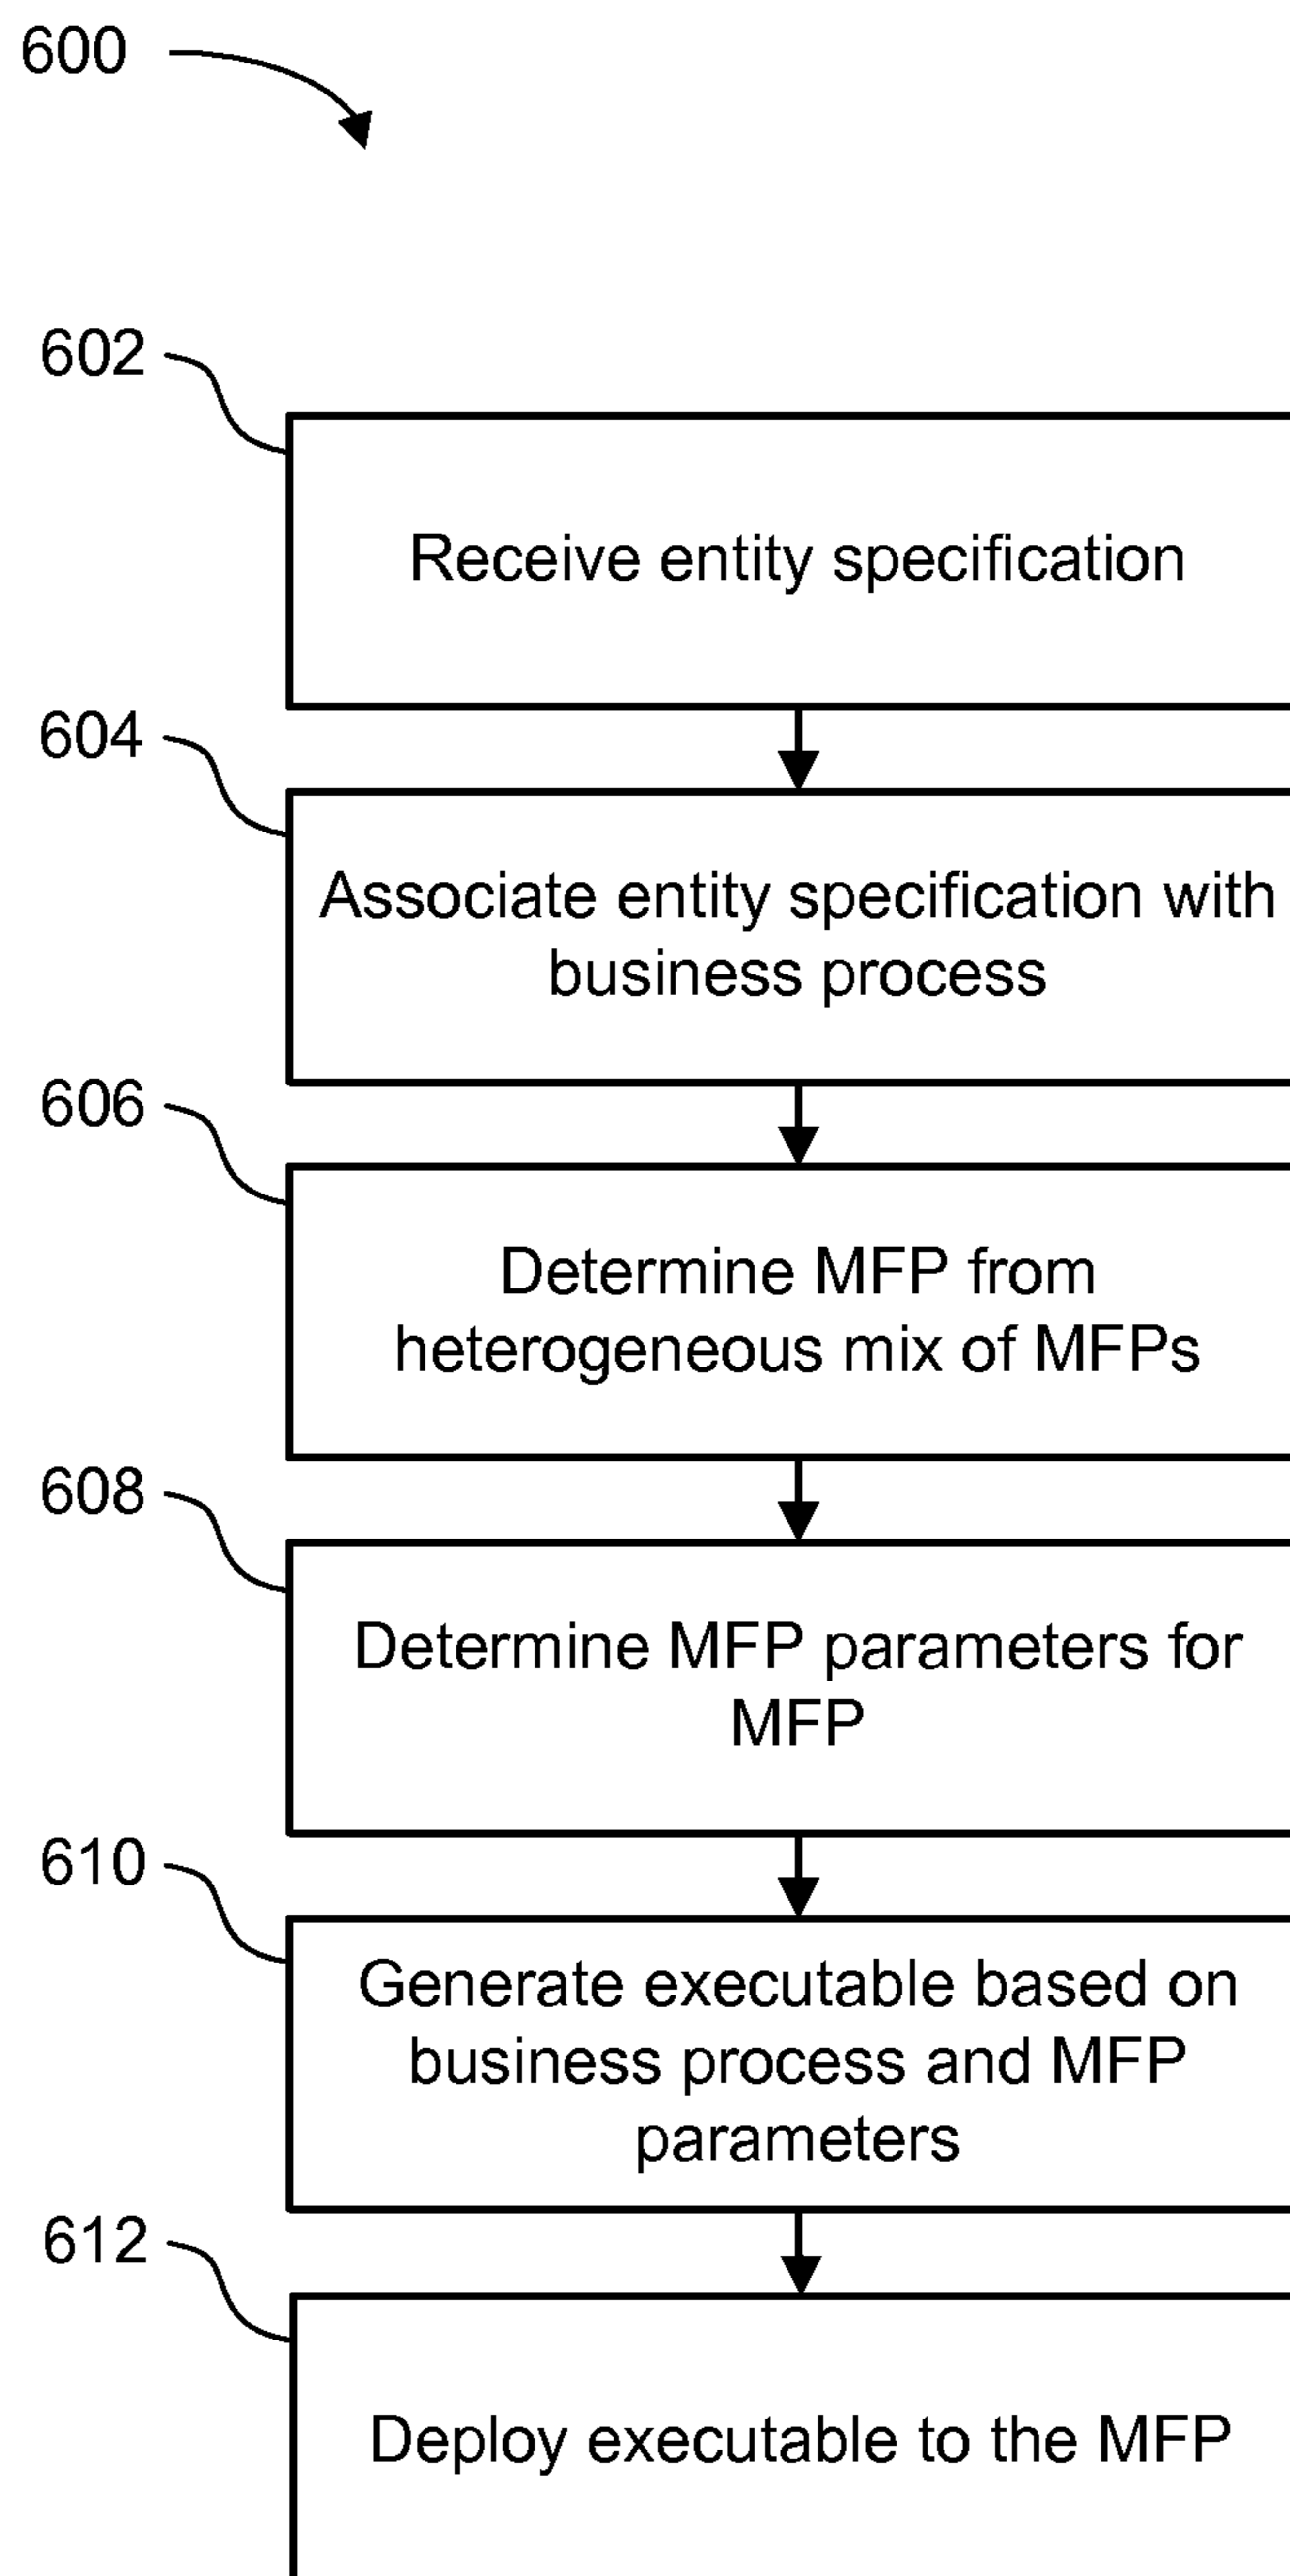 600
602
Receive entity specification
604
Associate entity specification with
business process
606
Determine MFP from
heterogeneous mix of MFPs
608
Determine MFP parameters for
MFP
610
Generate executable based on
business process and MFP
parameters
612
Deploy executable to the MFP